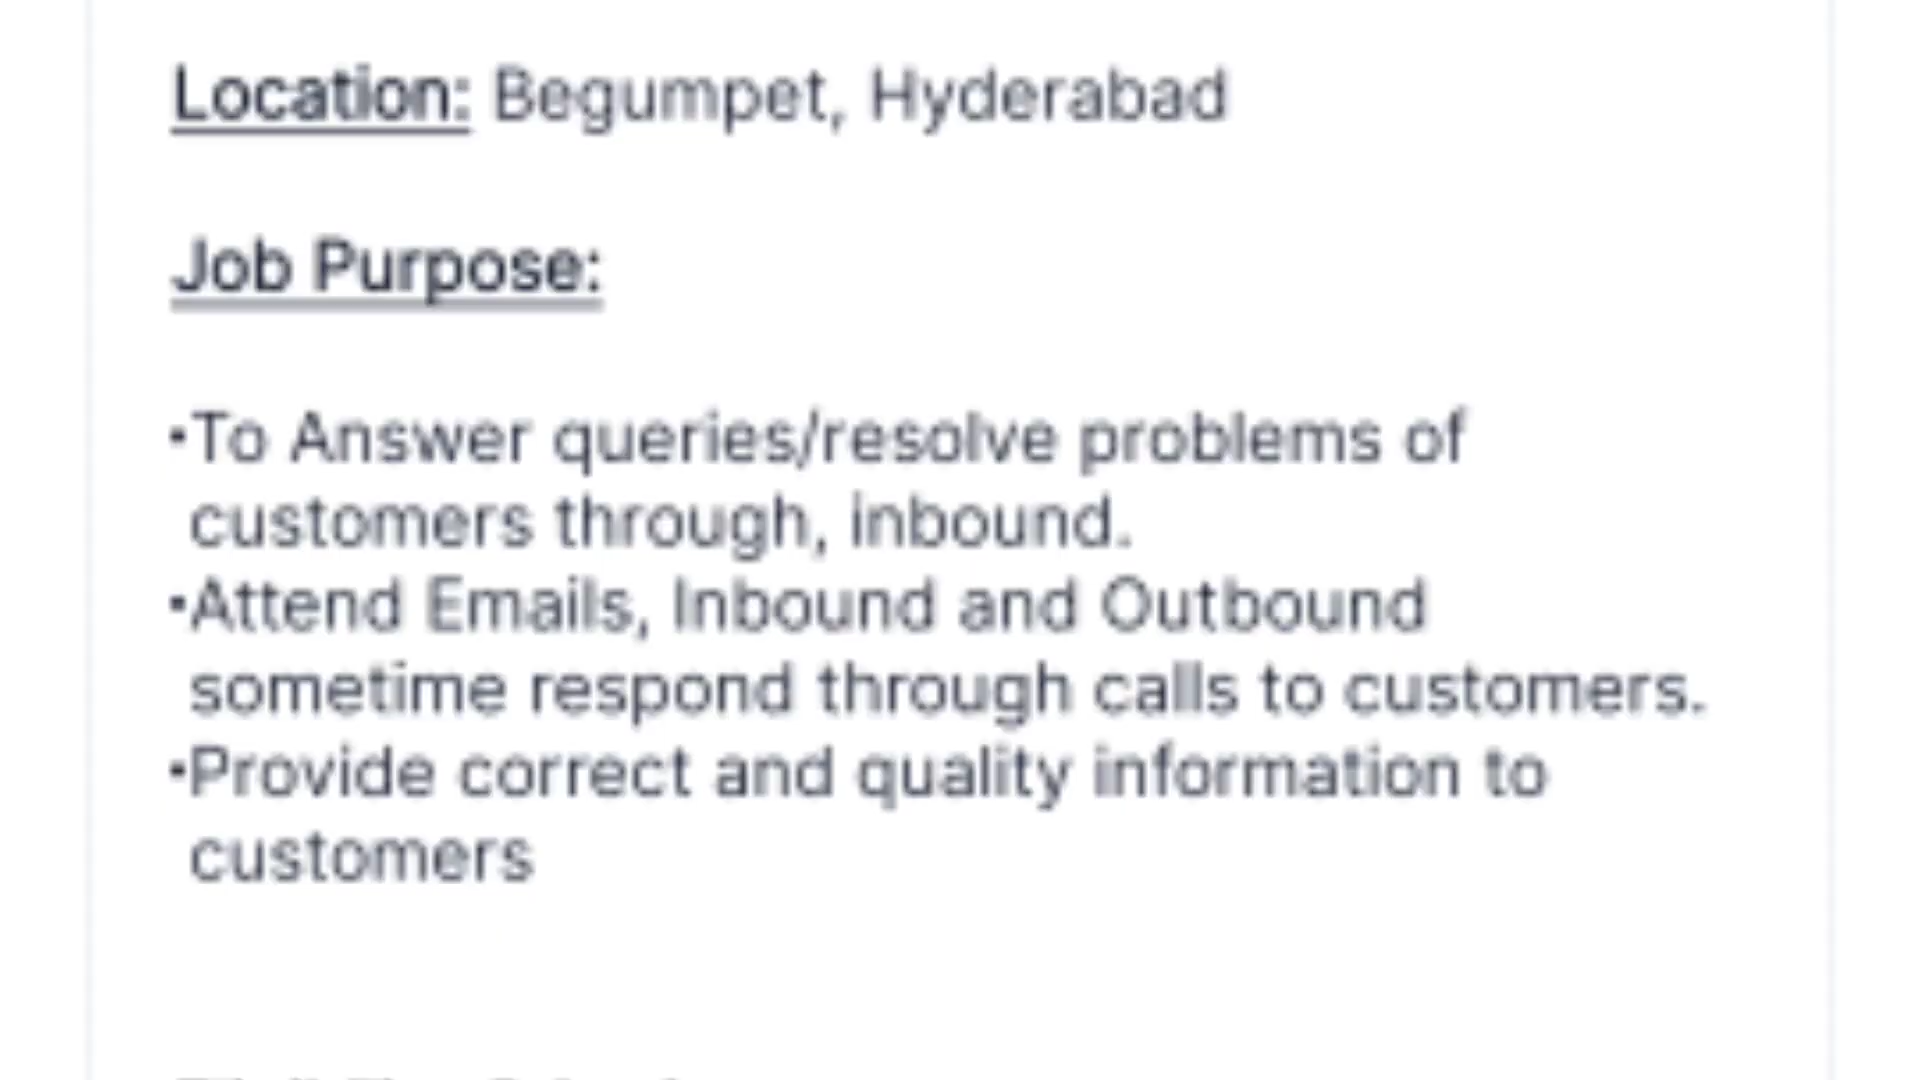 Location: Begumpet, Hyderabad
Job Purpose:
•To Answer queries/resolve problems of
customers through, inbound.
•Attend Emails, Inbound and Outbound
sometime respond through calls to customers.
•Provide correct and quality information to
customers